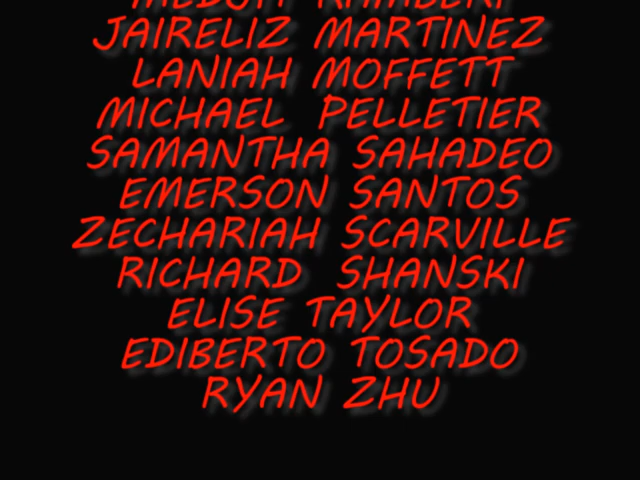 JAIRELIZ MARTINEZ
LANIAH MOFFETT
MICHAEL PELLETIER
SAMANTHA SAHADEO
EMERSON SANTOS
ZECHARIAH SCARVILLE
RICHARD SHANSKI
ELISE TAYLOR
EDIBERTO TOSADO
RYAN ZHU